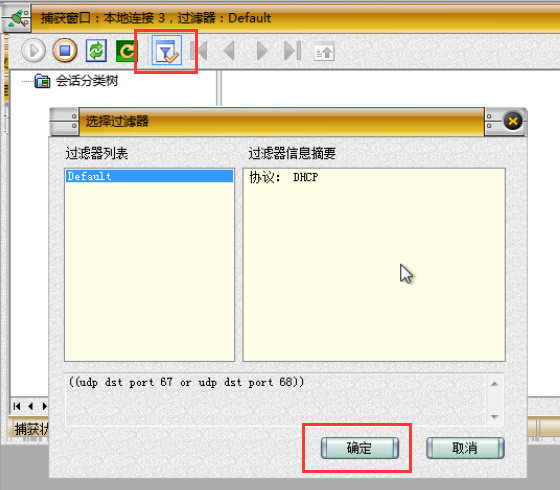 捕获窗口：本地连接 3，过滤器：Default
会话分类树
选择过滤器
过滤器列表
过滤器信息摘要
Default
协议： DHCP
((udp dst port 67 or udp dst port 68))
捕获状
确定
取消